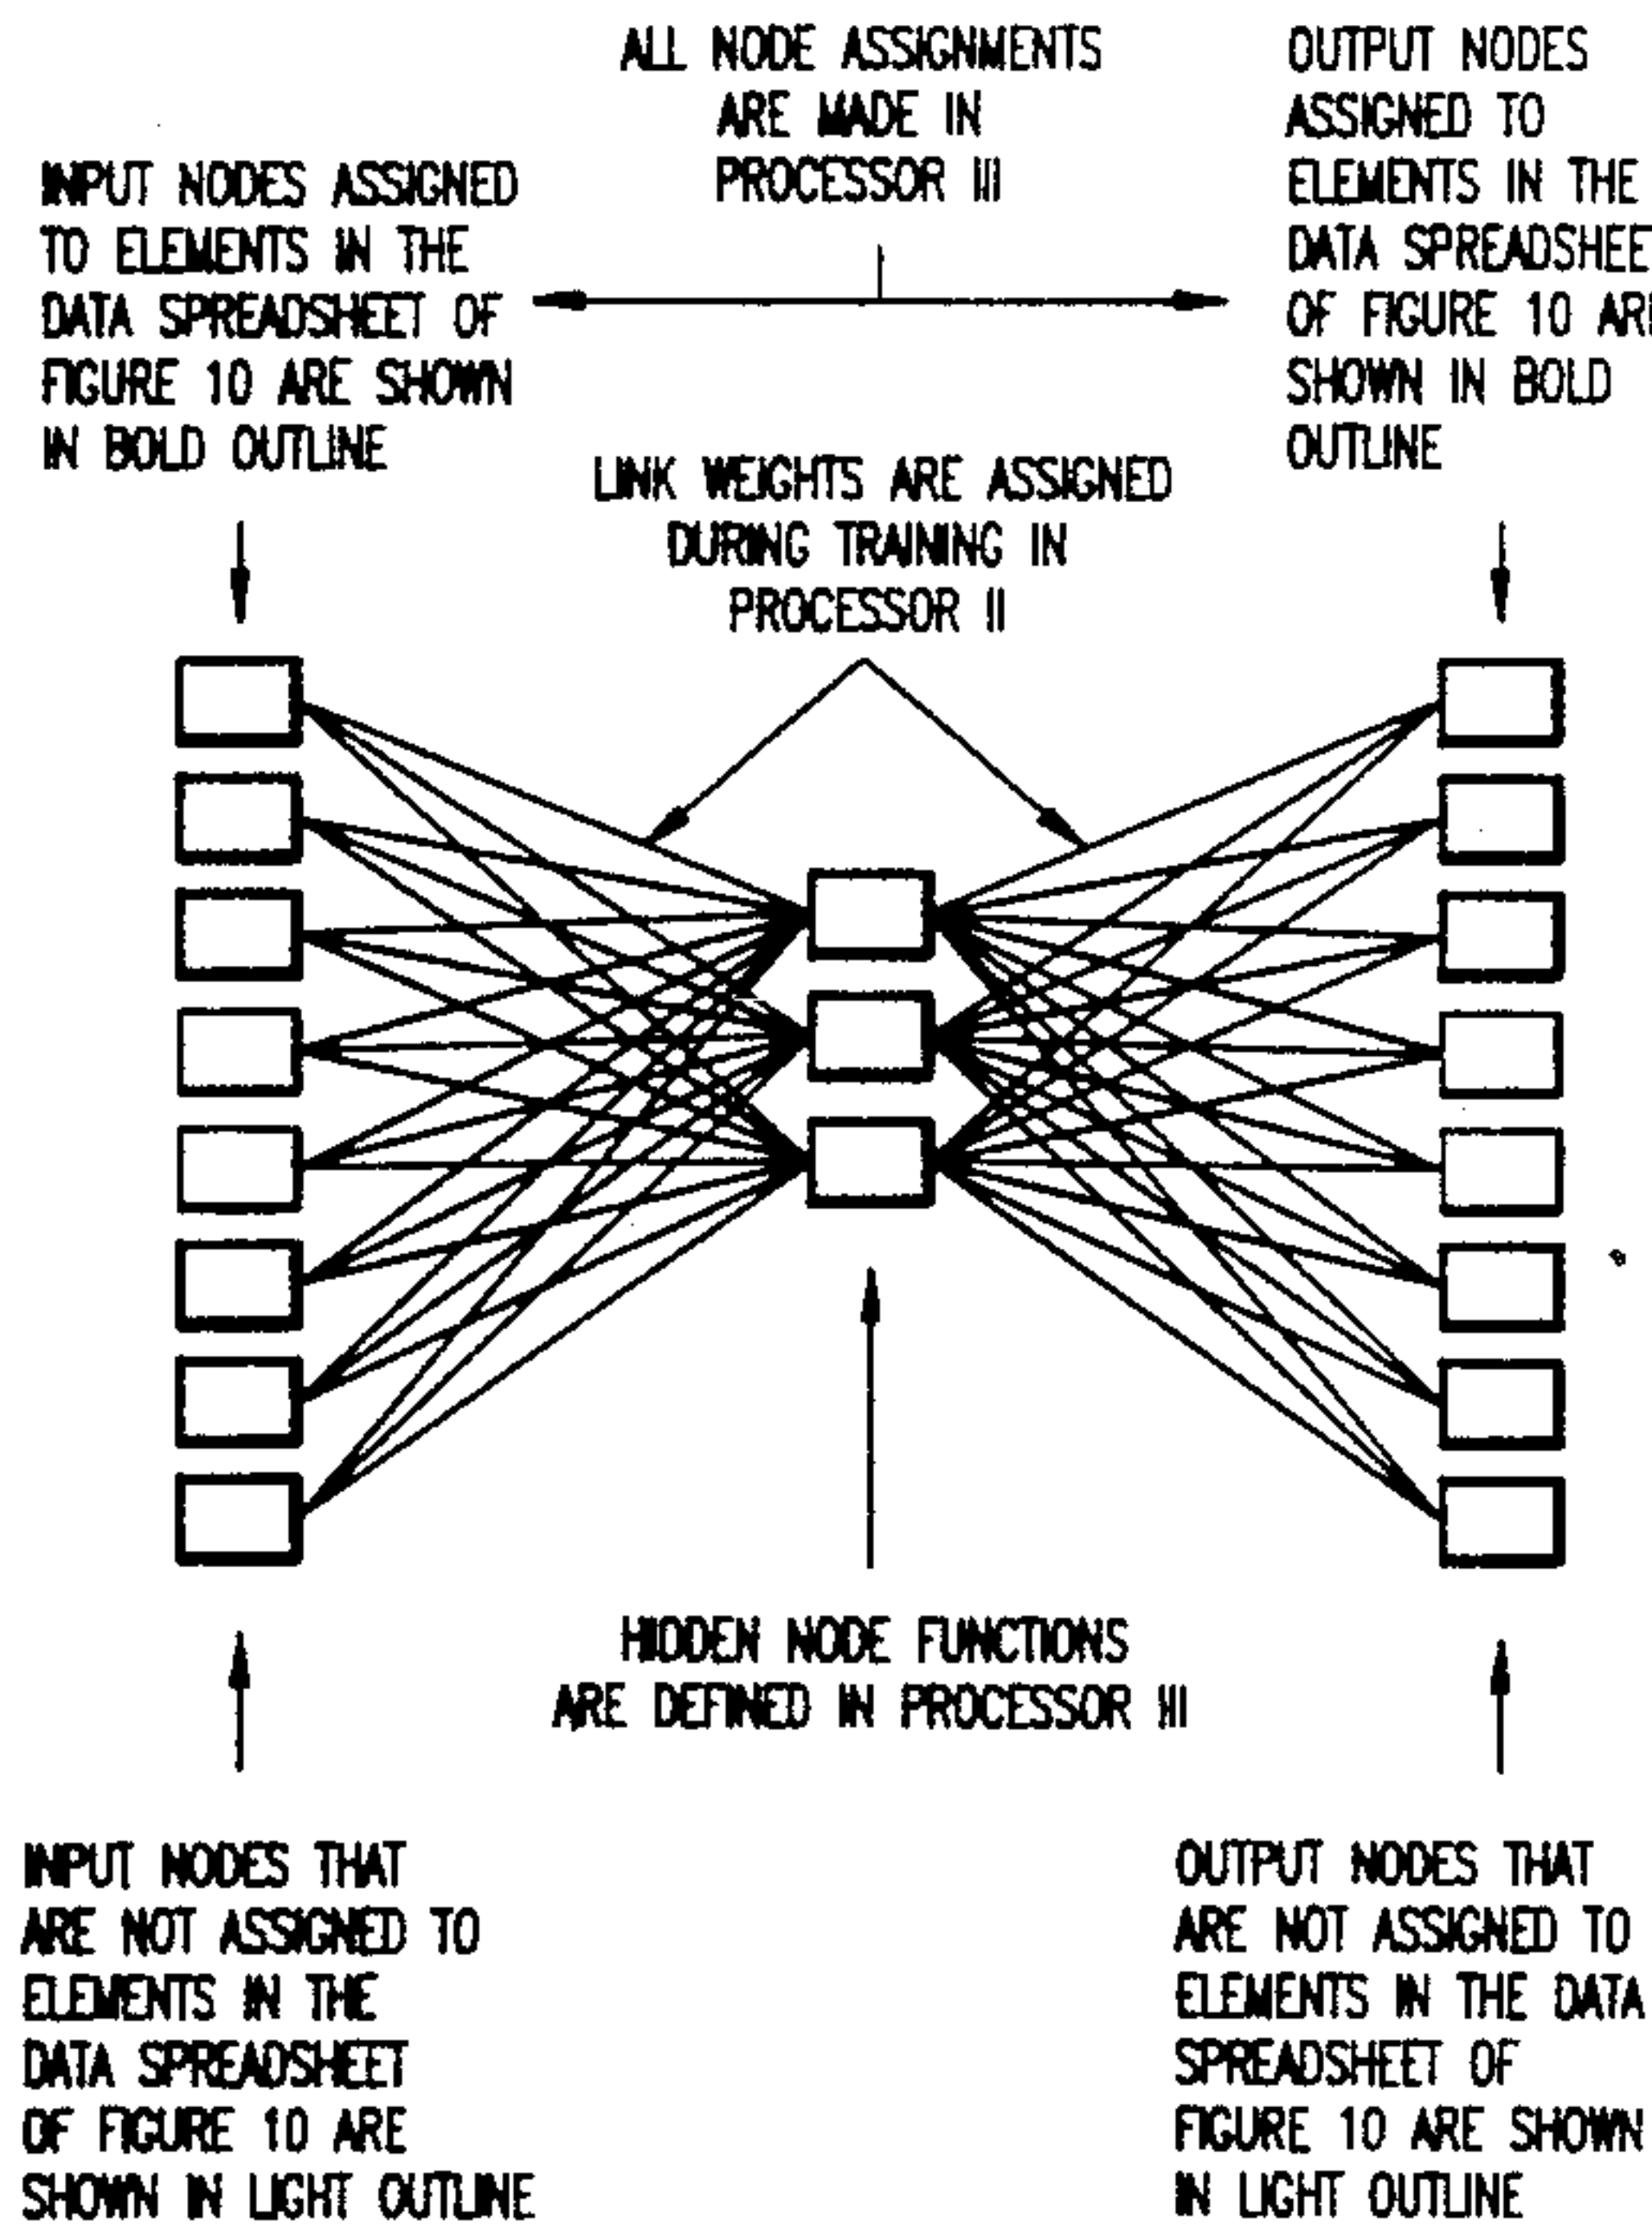 ALL NODE ASSIGNMENTS
ARE MADE IN
PROCESSOR III
INPUT NODES ASSIGNED
TO ELEMENTS IN THE
DATA SPREADSHEET OF
FIGURE 10 ARE SHOWN
IN BOLD OUTLINE
OUTPUT NODES
ASSIGNED TO
ELEMENTS IN THE
DATA SPREADSHEE
OF FIGURE 10 ARE
SHOWN IN BOLD
OUTLINE
LINK WEIGHTS ARE ASSIGNED
DURING TRAINING IN
PROCESSOR II
HIDDEN NODE FUNCTIONS
ARE DEFINED IN PROCESSOR III
INPUT NODES THAT
ARE NOT ASSIGNED TO
ELEMENTS IN THE
DATA SPREADSHEET
OF FIGURE 10 ARE
SHOWN IN LIGHT OUTLINE
OUTPUT NODES THAT
ARE NOT ASSIGNED TO
ELEMENTS IN THE DATA
SPREADSHEET OF
FIGURE 10 ARE SHOWN
IN LIGHT OUTLINE